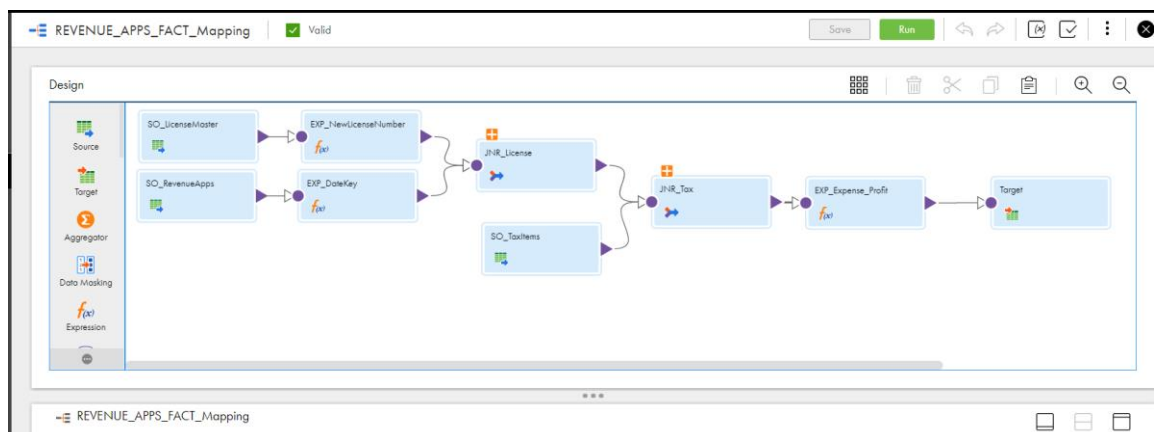 REVENUE_APPS_FACT_Mapping
Valid
Save
Run
Design
Source
Target
Aggregator
Data Masking
f(x)
Expression
SO_LicenseMaster
EXP_NewLicenseNumber
f(x)
SO_RevenueApps
EXP_DateKey
f(x)
JNR_License
SO_TaxItems
JNR_Tax
EXP_Expense_Profit
f(x)
Target
REVENUE_APPS_FACT_Mapping